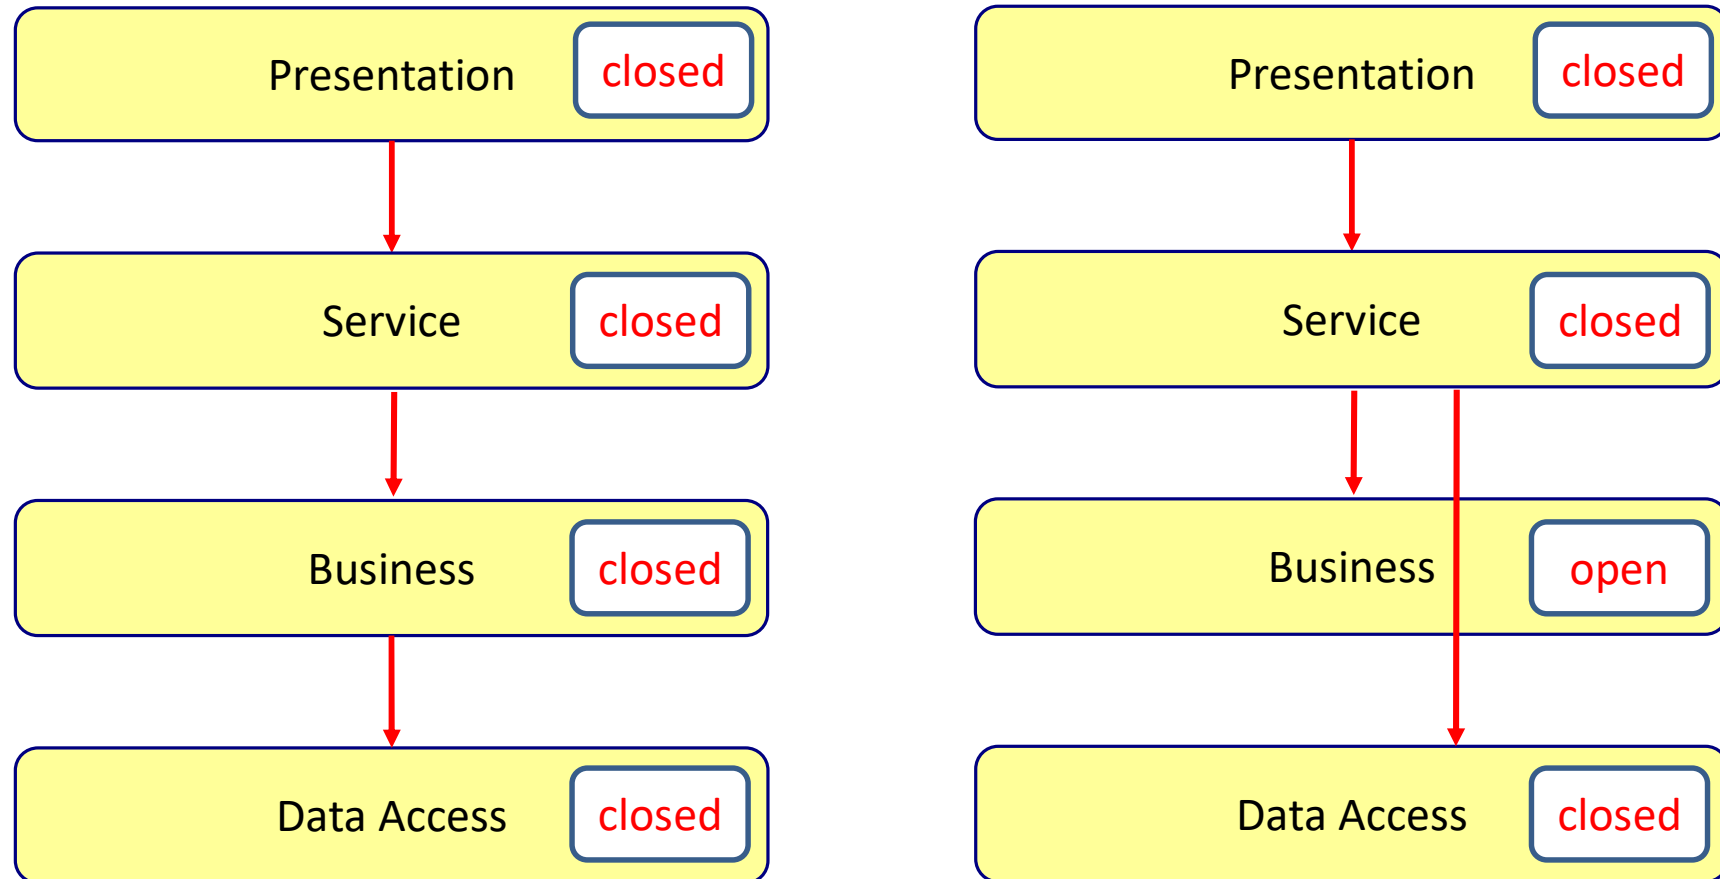 Presentation
closed
Service
closed
Business
closed
Data Access
closed
Presentation
closed
Service
closed
Business
open
Data Access
closed